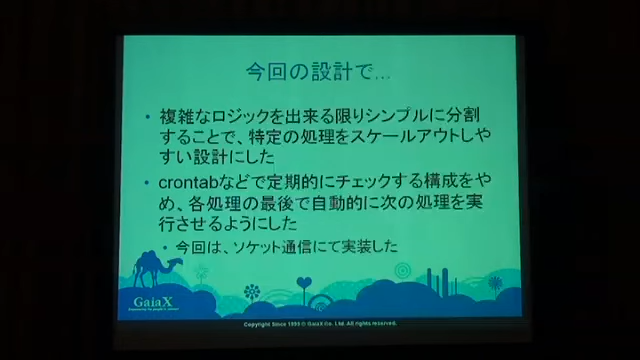 今回の設計で…
・ 複雑なロジックを出来る限りシンプルに分割
することで、特定の処理をスケールアウトしや
すい設計にした
・ crontabなどで定期的にチェックする構成をや
め、各処理の最後で自動的に次の処理を実
行させるようにした
・ 今回は、ソケット通信にて実装した
GaiaX
Copyright Since 1999 © GaiaX Co. Ltd. All rights reserved.